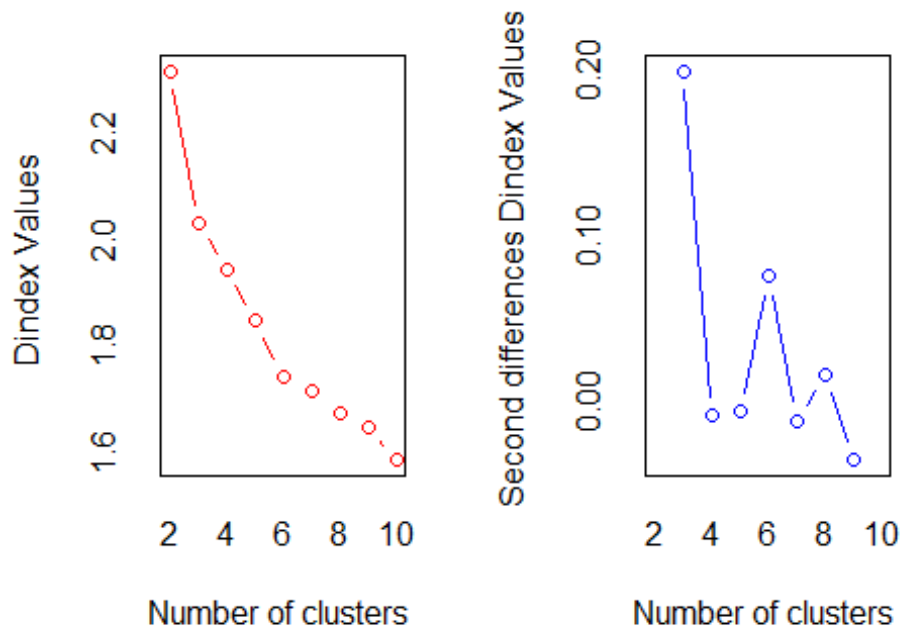 Dindex Values
2.2
2.0
1.8
1.6
2 4 6 8 10
Number of clusters
Second differences Dindex Values
0.20
0.10
0.00
2 4 6 8 10
Number of clusters